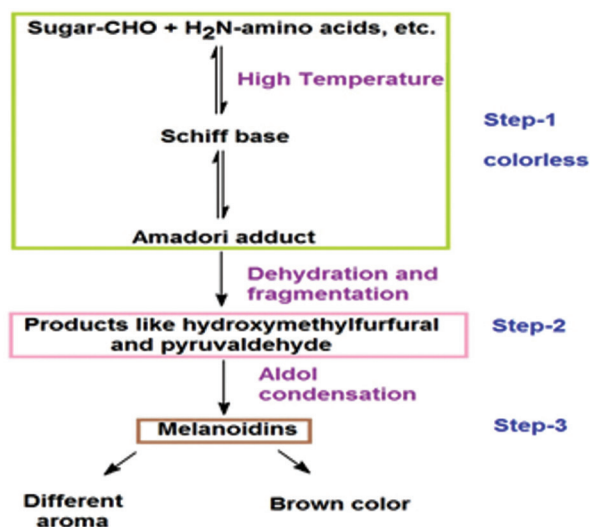 Sugar-CHO + H₂N-amino acids, etc.
High Temperature
Step-1
Schiff base
colorless
Amadori adduct
Dehydration and
fragmentation
Products like hydroxymethylfurfural
and pyruvaldehyde
Step-2
Aldol
condensation
Melanoidins
Step-3
Different
aroma
Brown color